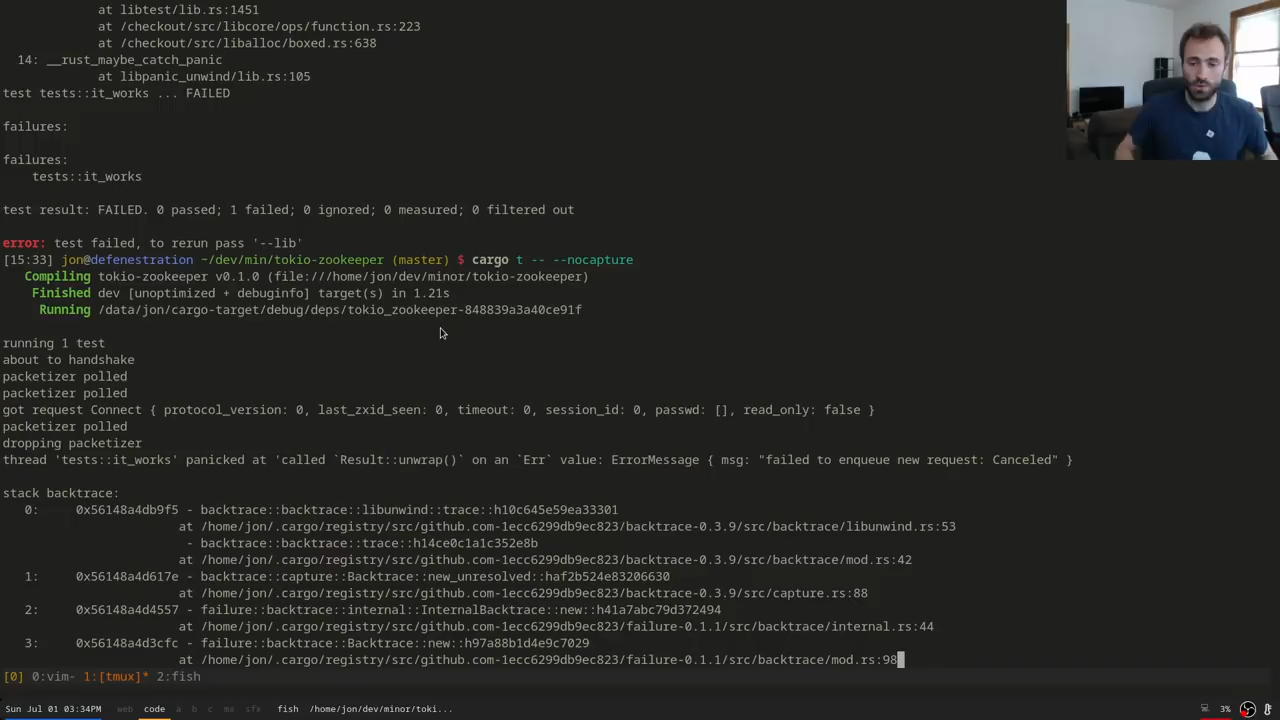 at libtest/lib.rs:1451
at /checkout/src/libcore/ops/function.rs:223
at /checkout/src/liballoc/boxed.rs:638
14: __rust_maybe_catch_panic
at libpanic_unwind/lib.rs:105
test tests::it_works ... FAILED
failures:
failures:
tests::it_works
test result: FAILED. 0 passed; 1 failed; 0 ignored; 0 measured; 0 filtered out
error: test failed, to rerun pass '--lib'
[15:33] jon@defenestration ~/dev/min/tokio-zookeeper (master) $ cargo t -- --nocapture
Compiling tokio-zookeeper v0.1.0 (file:///home/jon/dev/minor/tokio-zookeeper)
Finished dev [unoptimized + debuginfo] target(s) in 1.21s
Running /data/jon/cargo-target/debug/deps/tokio_zookeeper-848839a3a40ce91f
running 1 test
about to handshake
packetizer polled
packetizer polled
got request Connect { protocol_version: 0, last_zxid_seen: 0, timeout: 0, session_id: 0, passwd: [], read_only: false }
packetizer polled
dropping packetizer
thread 'tests::it_works' panicked at 'called `Result::unwrap()` on an `Err` value: ErrorMessage { msg: "failed to enqueue new request: Canceled" }
stack backtrace:
0: 0x56148a4db9f5 - backtrace::backtrace::libunwind::trace::h10c645e59ea33301
at /home/jon/.cargo/registry/src/github.com-1ecc6299db9ec823/backtrace-0.3.9/src/backtrace/libunwind.rs:53
- backtrace::backtrace::trace::h14ce0c1a1c352e8b
at /home/jon/.cargo/registry/src/github.com-1ecc6299db9ec823/backtrace-0.3.9/src/backtrace/mod.rs:42
1: 0x56148a4d617e - backtrace::capture::Backtrace::new_unresolved::haf2b524e83206630
at /home/jon/.cargo/registry/src/github.com-1ecc6299db9ec823/backtrace-0.3.9/src/capture.rs:88
2: 0x56148a4d4557 - failure::backtrace::internal::InternalBacktrace::new::h41a7abc79d372494
at /home/jon/.cargo/registry/src/github.com-1ecc6299db9ec823/failure-0.1.1/src/backtrace/internal.rs:44
3: 0x56148a4d3cfc - failure::backtrace::Backtrace::new::h97a88b1d4e9c7029
at /home/jon/.cargo/registry/src/github.com-1ecc6299db9ec823/failure-0.1.1/src/backtrace/mod.rs:98
[0] 0:vim- 1:[tmux]* 2:fish
Sun Jul 01 03:34PM web code a b c ma sfx fish /home/jon/dev/minor/toki... 3%